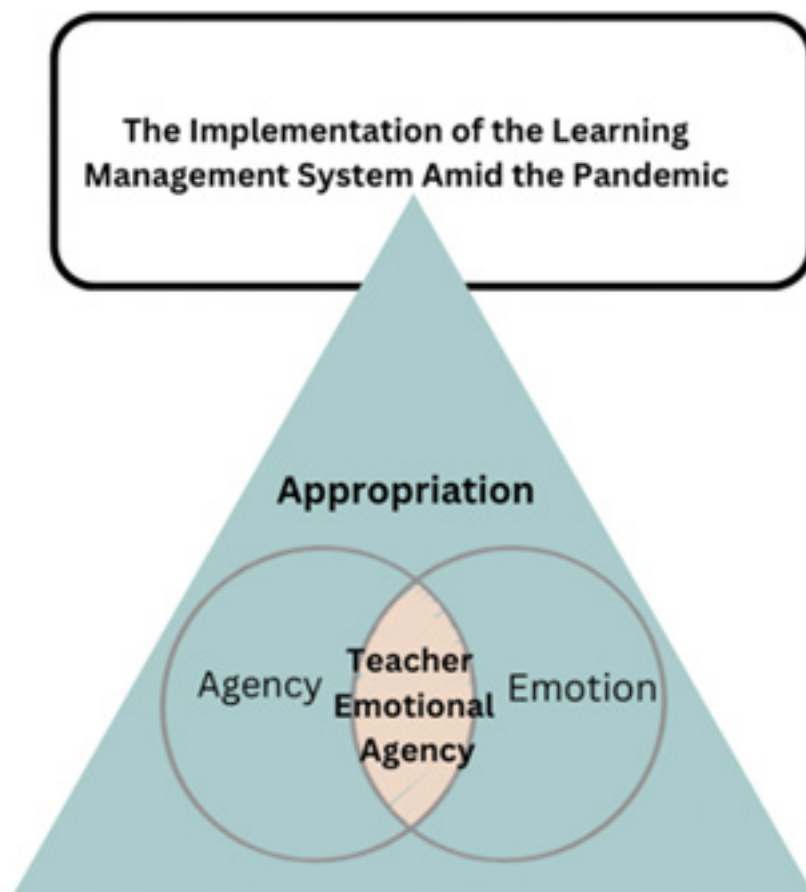 The Implementation of the Learning
Management System Amid the Pandemic
Appropriation
Agency
Teacher
Emotional
Agency
Emotion